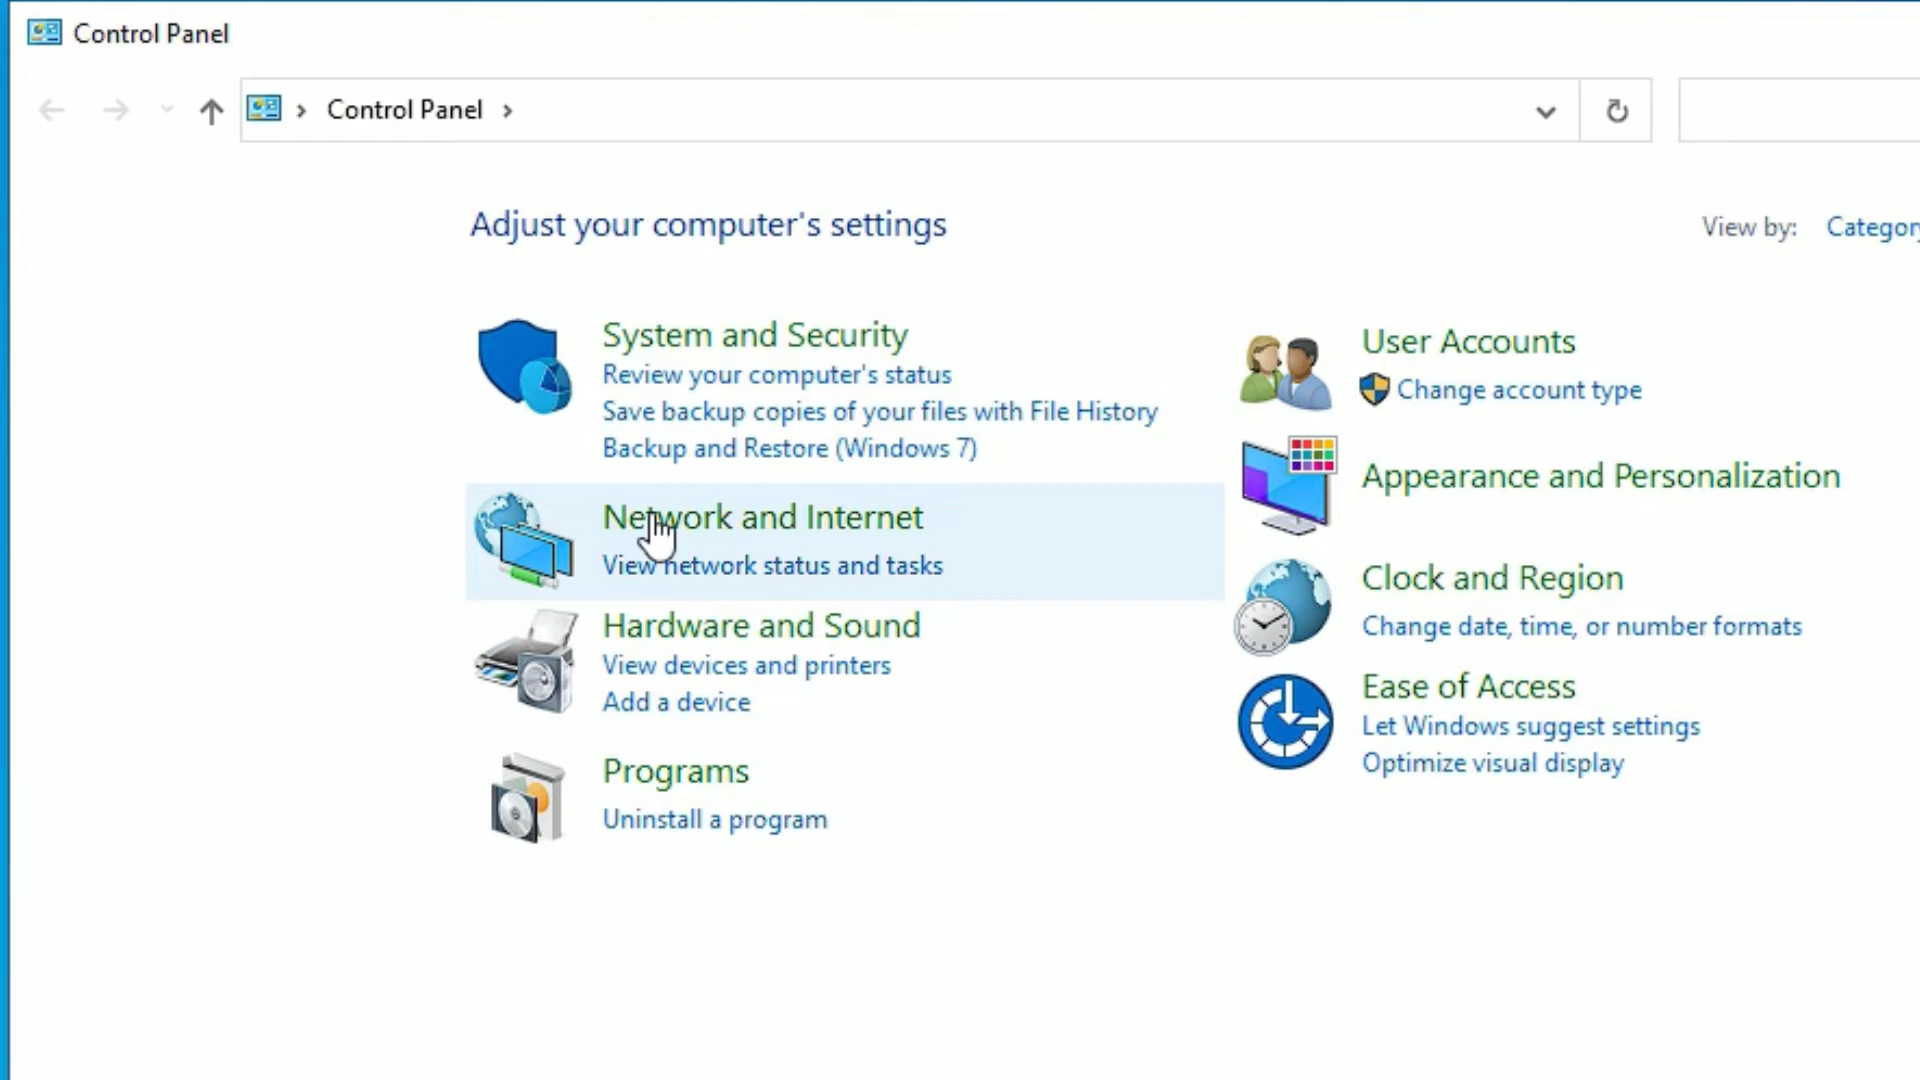 Control Panel
Control Panel
Adjust your computer's settings
View by:
System and Security
Review your computer's status
Save backup copies of your files with File History
Backup and Restore (Windows 7)
Network and Internet
View network status and tasks
Hardware and Sound
View devices and printers
Add a device
Programs
Uninstall a program
User Accounts
Change account type
Appearance and Personalization
Clock and Region
Change date, time, or number formats
Ease of Access
Let Windows suggest settings
Optimize visual display